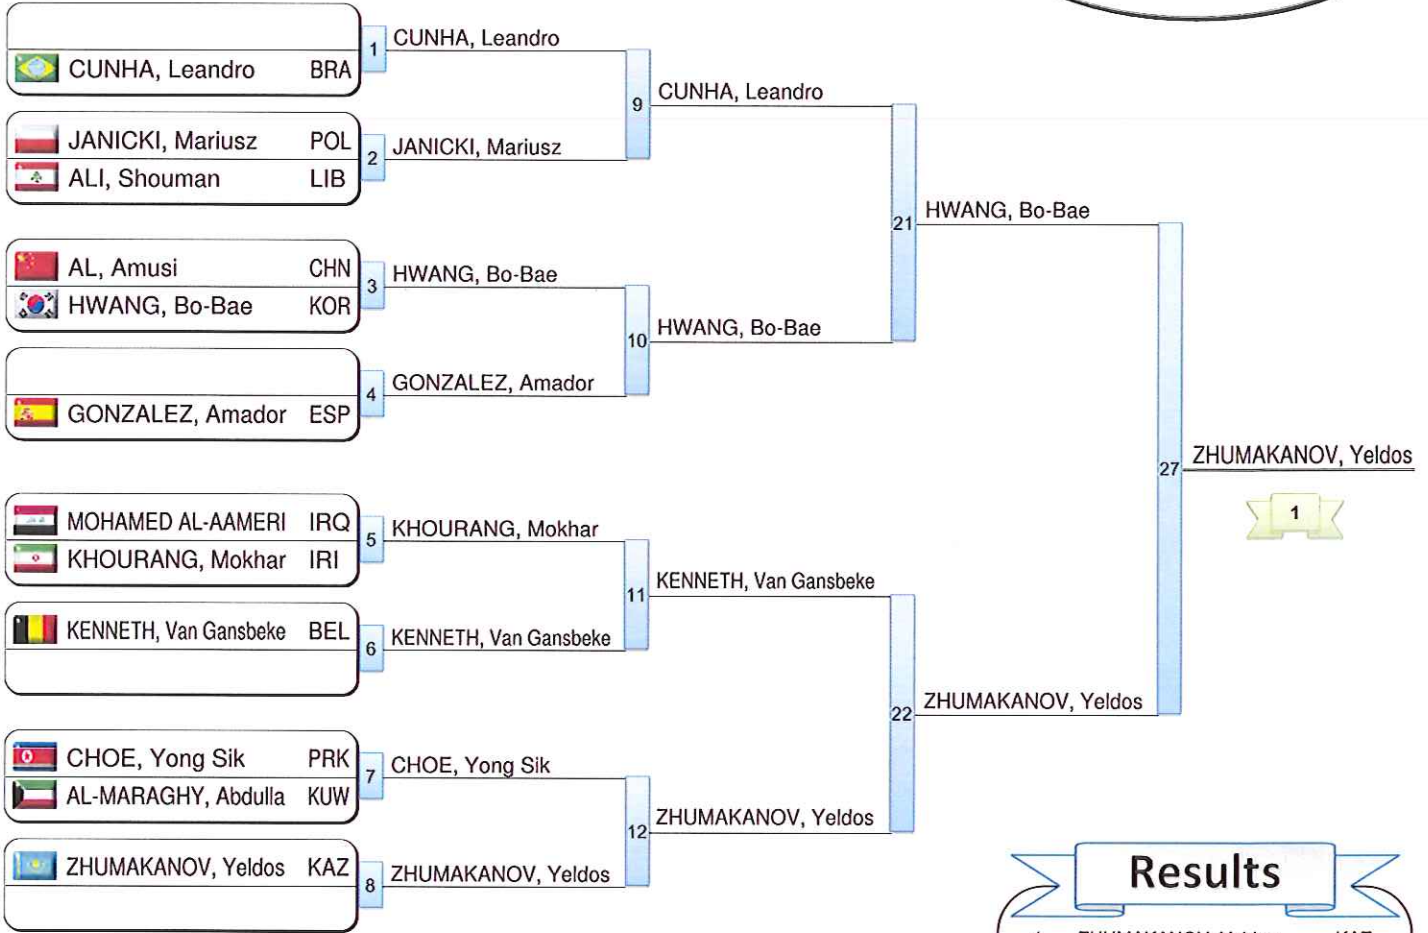 CUNHA, Leandro BRA
1
CUNHA, Leandro
JANICKI, Mariusz POL
ALI, Shouman LIB
2
JANICKI, Mariusz
9
CUNHA, Leandro
AL, Amusi CHN
HWANG, Bo-Bae KOR
3
HWANG, Bo-Bae
GONZALEZ, Amador ESP
4
GONZALEZ, Amador
10
HWANG, Bo-Bae
21
HWANG, Bo-Bae
MOHAMED AL-AAMERI IRQ
KHOURANG, Mokhar IRI
5
KHOURANG, Mokhar
KENNETH, Van Gansbeke BEL
6
KENNETH, Van Gansbeke
11
KENNETH, Van Gansbeke
CHOE, Yong Sik PRK
AL-MARAGHY, Abdulla KUW
7
CHOE, Yong Sik
ZHUMAKANOV, Yeldos KAZ
8
ZHUMAKANOV, Yeldos
12
ZHUMAKANOV, Yeldos
22
ZHUMAKANOV, Yeldos
27
ZHUMAKANOV, Yeldos
1
Results